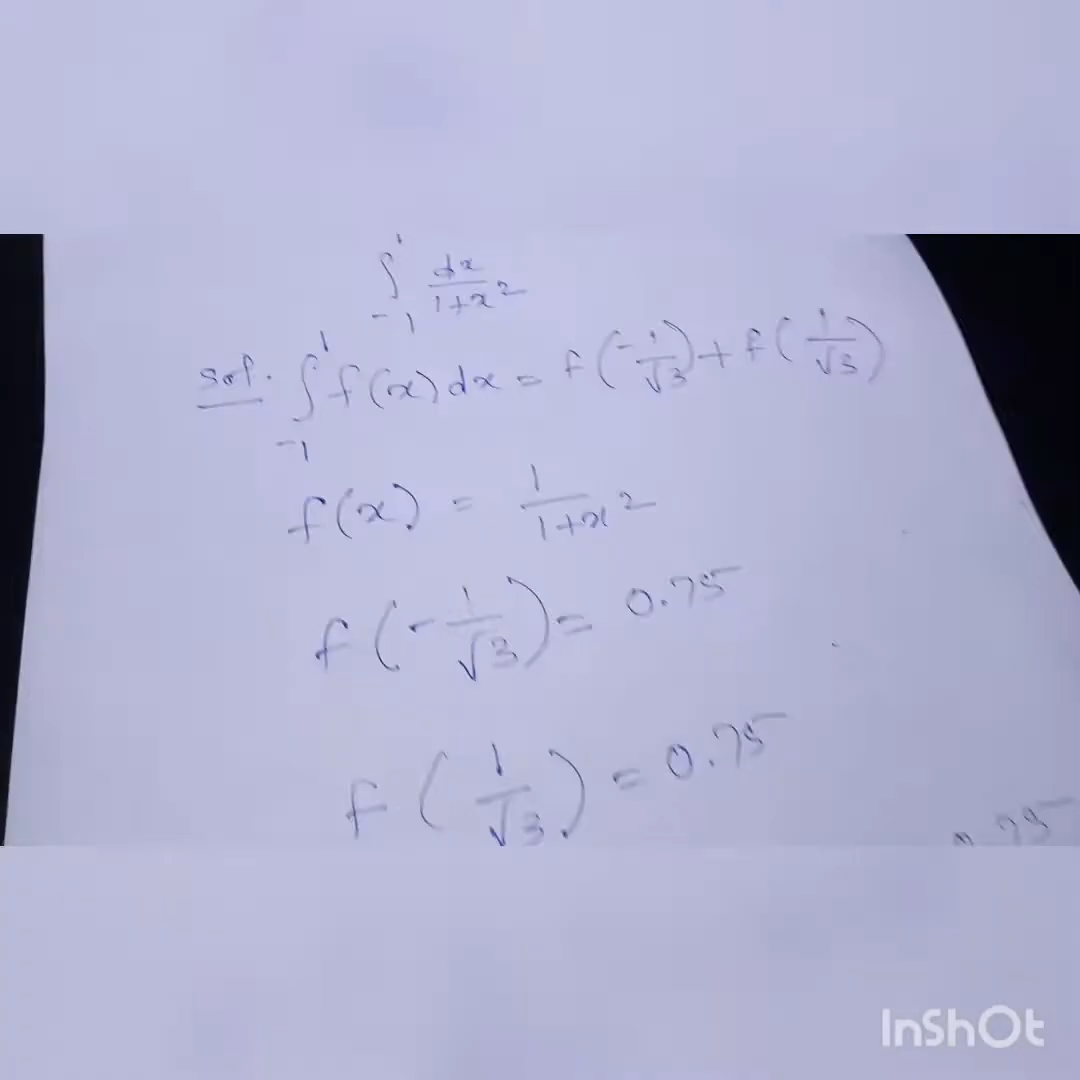 ∫₋₁¹ dx/(1+x²)
Sol. ∫₋₁¹ f(x) dx = f(-1/√3) + f(1/√3)
f(x) = 1/(1+x²)
f(-1/√3) = 0.75
f(1/√3) = 0.75
InShOt